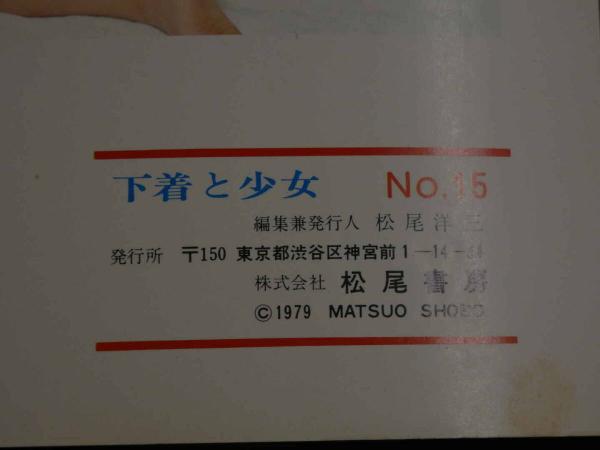 下着と少女 No.15
編集兼発行人 松尾洋三
発行所 〒150 東京都渋谷区神宮前1-14-
株式会社 松尾書房
©1979 MATSUO SHOBO